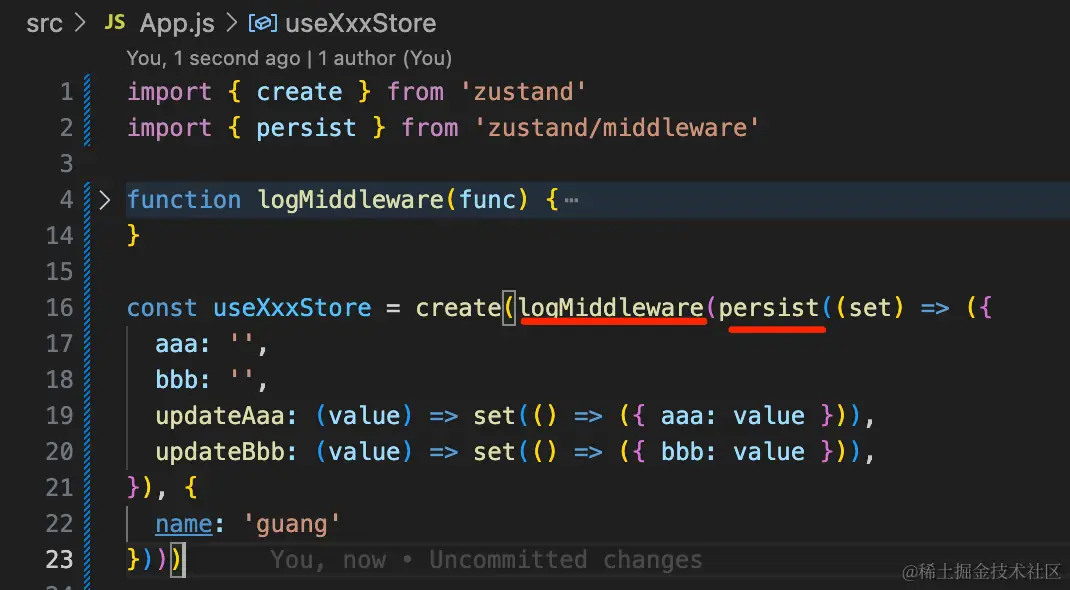 src > JS App.js > useXxxStore
You, 1 second ago | 1 author (You)
1 import { create } from 'zustand'
2 import { persist } from 'zustand/middleware'
3
4 > function logMiddleware(func) { ⋯
14 }
15
16 const useXxxStore = create(logMiddleware(persist((set) => ({
17 aaa: '',
18 bbb: '',
19 updateAaa: (value) => set(() => ({ aaa: value })),
20 updateBbb: (value) => set(() => ({ bbb: value })),
21 }), {
22 name: 'guang'
23 }))) You, now • Uncommitted changes
@稀土掘金技术社区